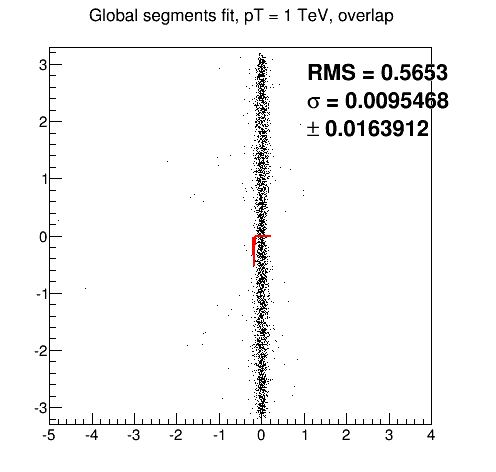 Global segments fit, pT = 1 TeV, overlap
RMS = 0.5653
σ = 0.0095468
± 0.0163912
3
2
1
0
-1
-2
-3
-5 -4 -3 -2 -1 0 1 2 3 4